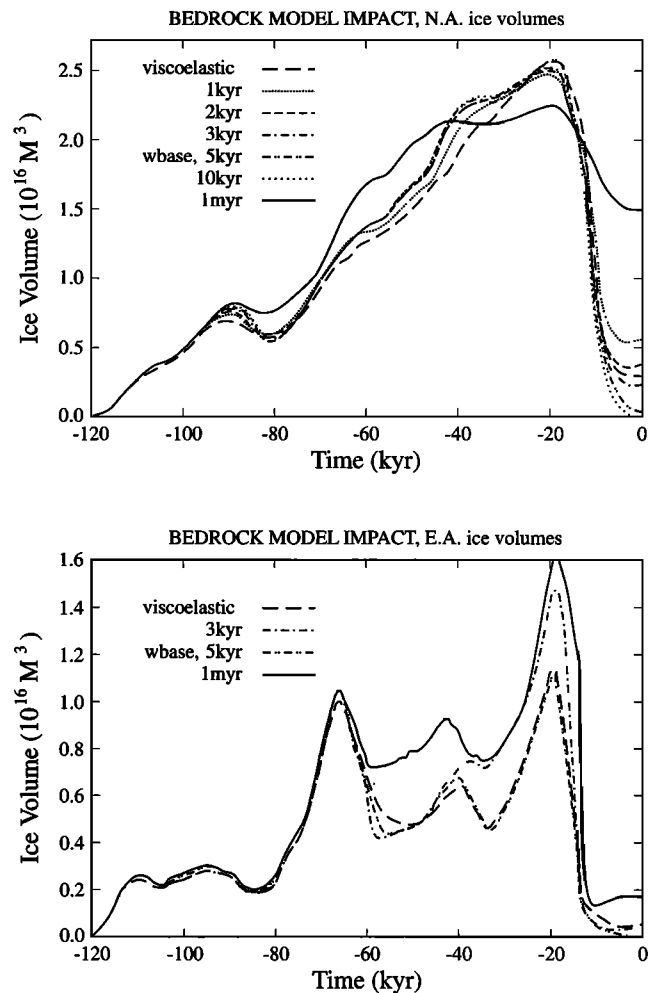 BEDROCK MODEL IMPACT, N.A. ice volumes
Ice Volume (10^16 M^3)
2.5
2.0
1.5
1.0
0.5
0.0
viscoelastic
1kyr
2kyr
3kyr
wbase, 5kyr
10kyr
1myr
-120 -100 -80 -60 -40 -20 0
Time (kyr)
BEDROCK MODEL IMPACT, E.A. ice volumes
Ice Volume (10^16 M^3)
1.6
1.4
1.2
1.0
0.8
0.6
0.4
0.2
0.0
viscoelastic
3kyr
wbase, 5kyr
1myr
-120 -100 -80 -60 -40 -20 0
Time (kyr)